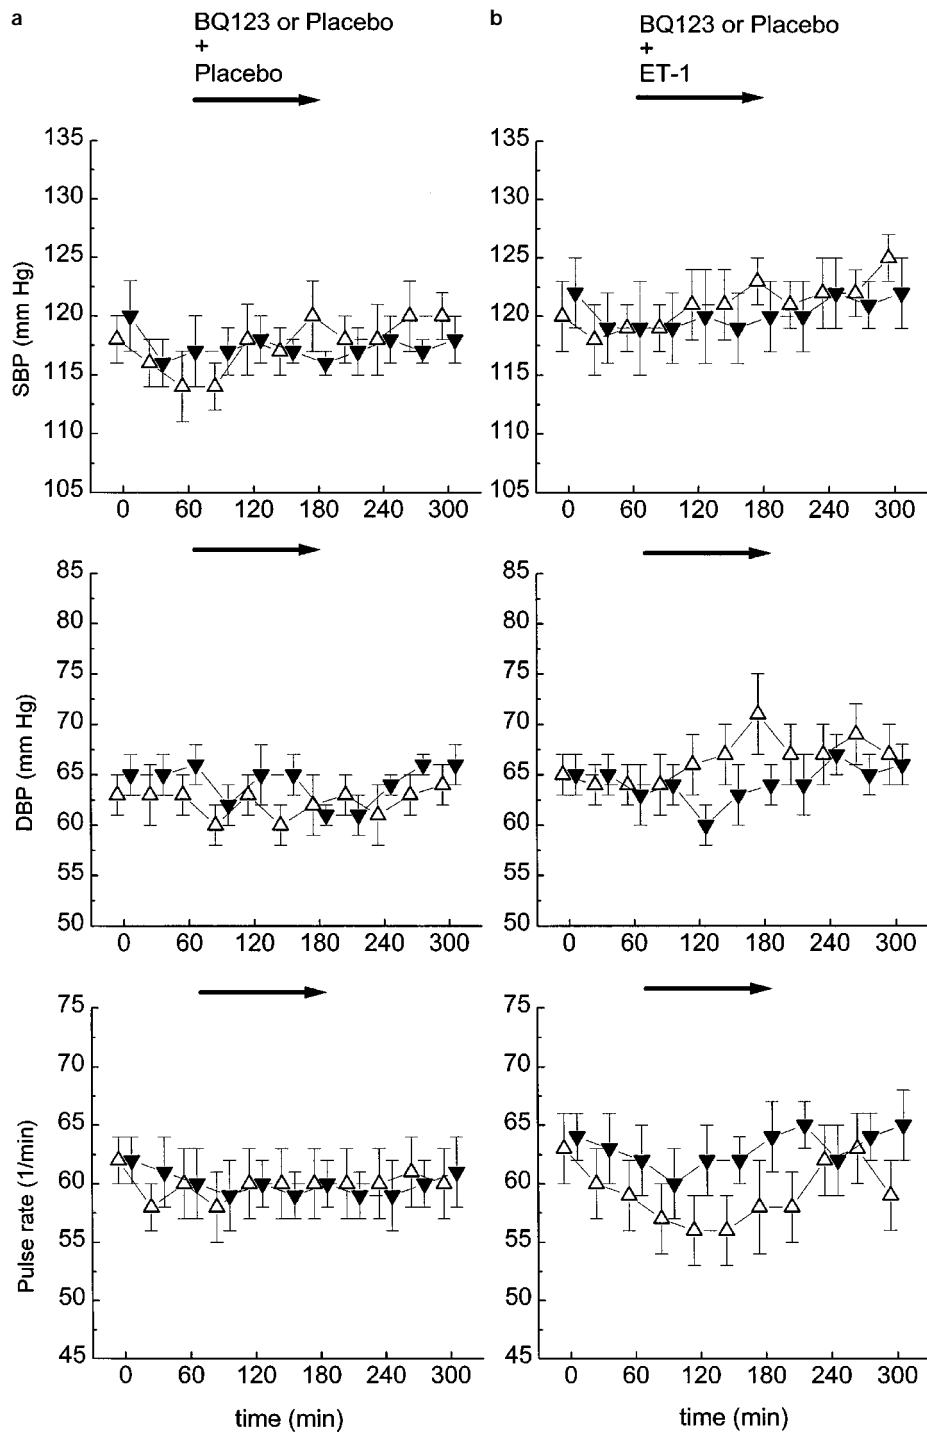 a
BQ123 or Placebo
+
Placebo
b
BQ123 or Placebo
+
ET-1
SBP (mm Hg)
135
130
125
120
115
110
105
0 60 120 180 240 300
135
130
125
120
115
110
105
0 60 120 180 240 300
DBP (mm Hg)
85
80
75
70
65
60
55
50
0 60 120 180 240 300
85
80
75
70
65
60
55
50
0 60 120 180 240 300
Pulse rate (1/min)
75
70
65
60
55
50
45
0 60 120 180 240 300
time (min)
75
70
65
60
55
50
45
0 60 120 180 240 300
time (min)